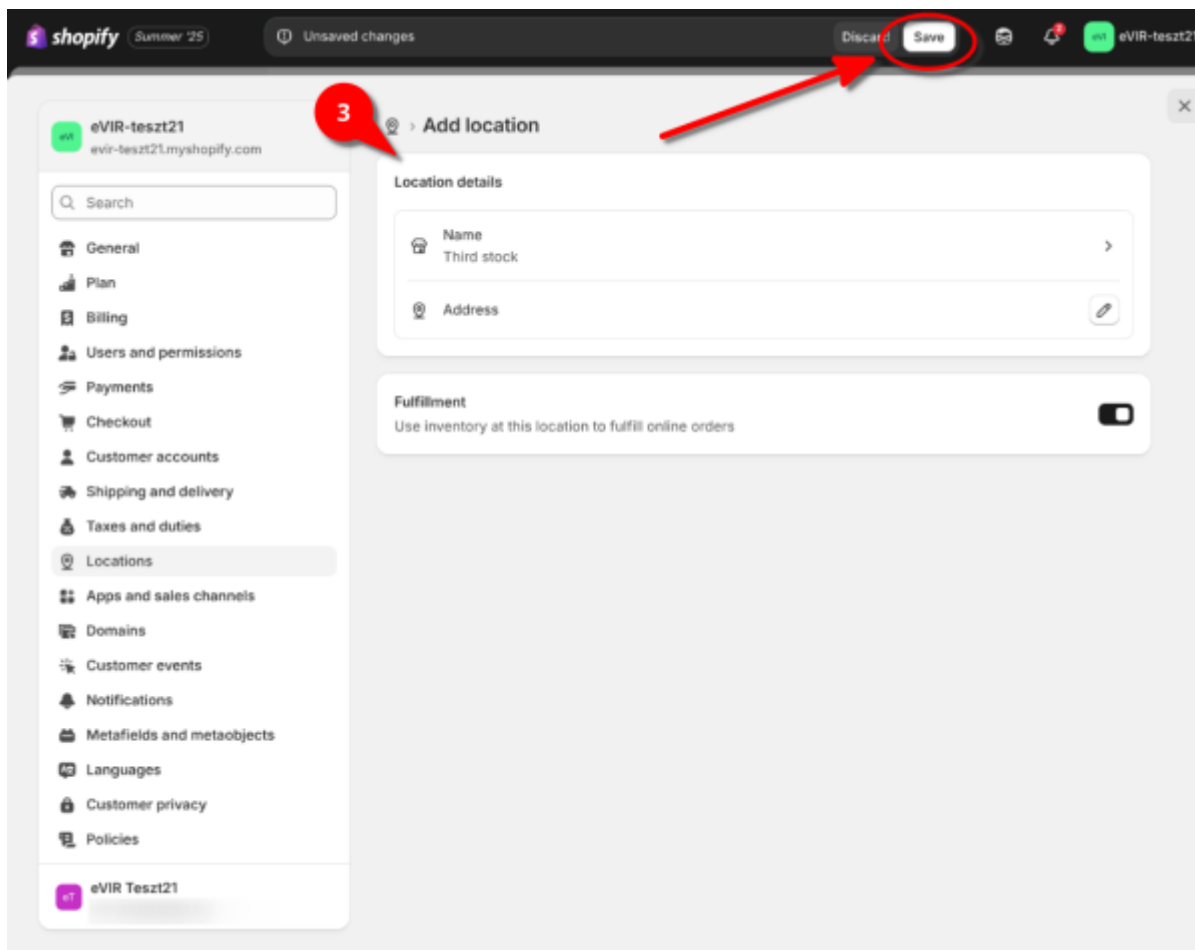 shopify Summer '25
Unsaved changes
Discard
Save
eVIR-teszt21
eVIR-teszt21
evir-teszt21.myshopify.com
Search
General
Plan
Billing
Users and permissions
Payments
Checkout
Customer accounts
Shipping and delivery
Taxes and duties
Locations
Apps and sales channels
Domains
Customer events
Notifications
Metafields and metaobjects
Languages
Customer privacy
Policies
eT
eVIR Teszt21
3
Add location
Location details
Name
Third stock
Address
Fulfillment
Use inventory at this location to fulfill online orders